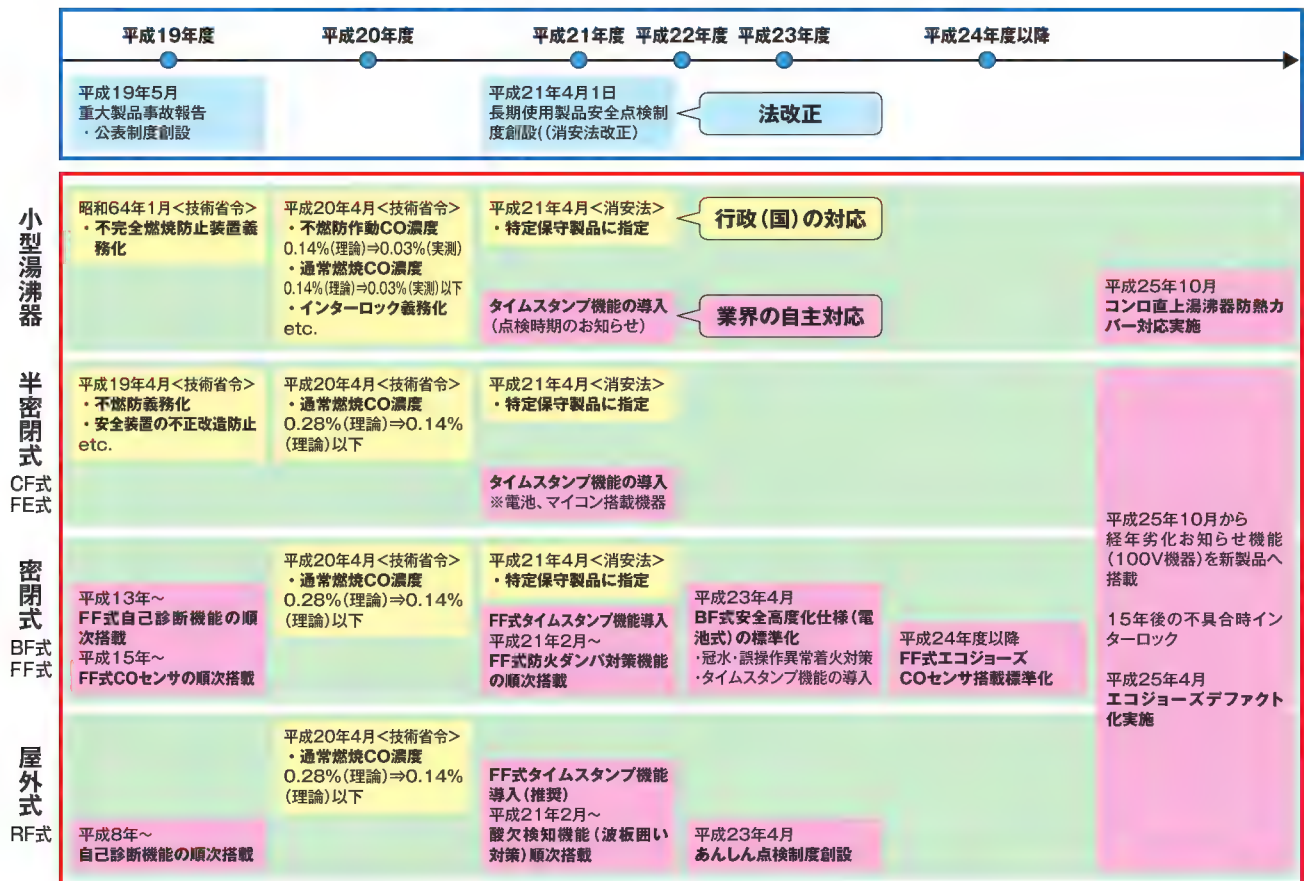 平成19年度
平成20年度
平成21年度
平成22年度
平成23年度
平成24年度以降
平成19年5月
重大製品事故報告
・公表制度創設
平成21年4月1日
長期使用製品安全点検制
度創設((消安法改正)
法改正
小型湯沸器
昭和64年1月<技術省令>
・不完全燃焼防止装置義
務化
平成20年4月<技術省令>
・不燃防作動CO濃度
0.14%(理論)⇒0.03%(実測)
・通常燃焼CO濃度
0.14%(理論)⇒0.03%(実測)以下
・インターロック義務化
etc.
平成21年4月<消安法>
・特定保守製品に指定
行政(国)の対応
タイムスタンプ機能の導入
(点検時期のお知らせ)
業界の自主対応
平成25年10月
コンロ直上湯沸器防熱カ
バー対応実施
半密閉式
CF式
FE式
平成19年4月<技術省令>
・不燃防義務化
・安全装置の不正改造防止
etc.
平成20年4月<技術省令>
・通常燃焼CO濃度
0.28%(理論)⇒0.14%
(理論)以下
平成21年4月<消安法>
・特定保守製品に指定
タイムスタンプ機能の導入
※電池、マイコン搭載機器
密閉式
BF式
FF式
平成13年～
FF式自己診断機能の順
次搭載
平成15年～
FF式COセンサの順次搭載
平成20年4月<技術省令>
・通常燃焼CO濃度
0.28%(理論)⇒0.14%
(理論)以下
平成21年4月<消安法>
・特定保守製品に指定
FF式タイムスタンプ機能導入
平成21年2月～
FF式防火ダンパ対策機能
の順次搭載
平成23年4月
BF式安全高度化仕様(電
池式)の標準化
・冠水・誤操作異常着火対策
・タイムスタンプ機能の導入
平成24年度以降
FF式エコジョーズ
COセンサ搭載標準化
平成25年10月から
経年劣化お知らせ機能
(100V機器)を新製品へ
搭載
15年後の不具合時イン
ターロック
平成25年4月
エコジョーズデファクト
化実施
屋外式
RF式
平成8年～
自己診断機能の順次搭載
平成20年4月<技術省令>
・通常燃焼CO濃度
0.28%(理論)⇒0.14%
(理論)以下
FF式タイムスタンプ機能
導入(推奨)
平成21年2月～
酸欠検知機能(波板囲い
対策)順次搭載
平成23年4月
あんしん点検制度創設